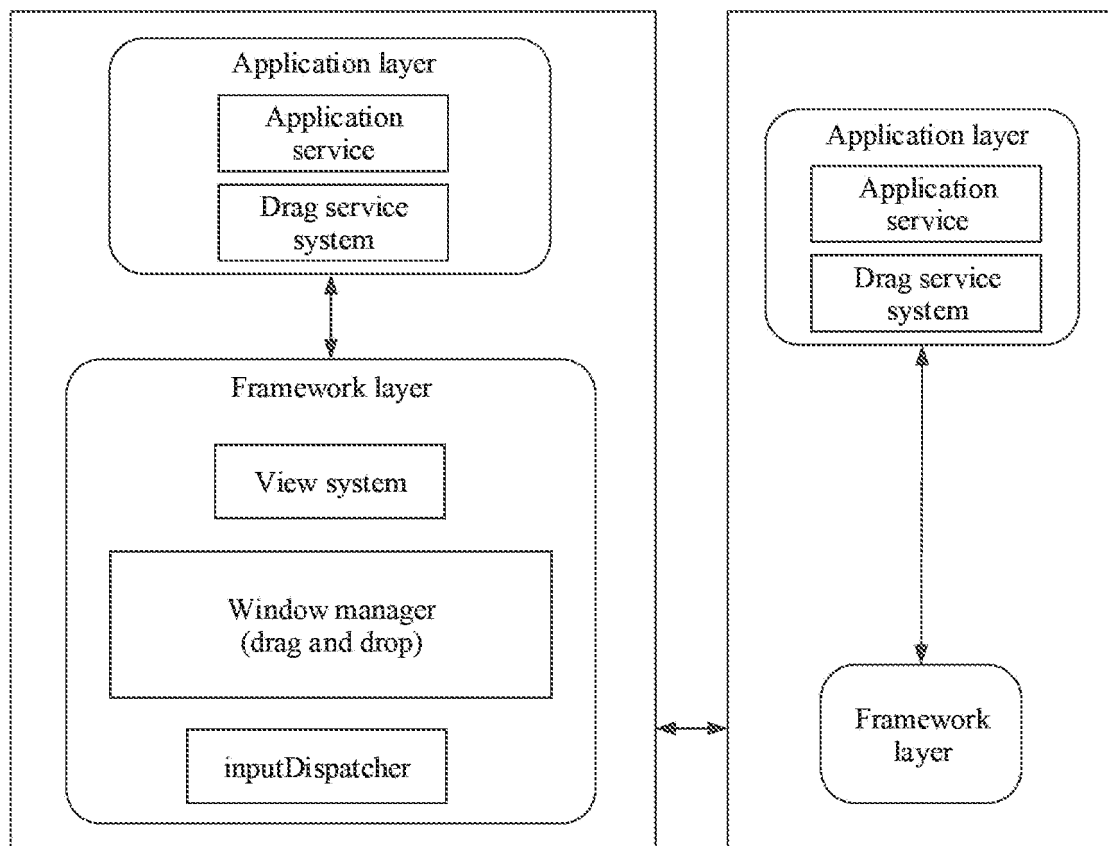 Application layer
Application
service
Drag service
system
Framework layer
View system
Window manager
(drag and drop)
inputDispatcher
Application layer
Application
service
Drag service
system
Framework
layer